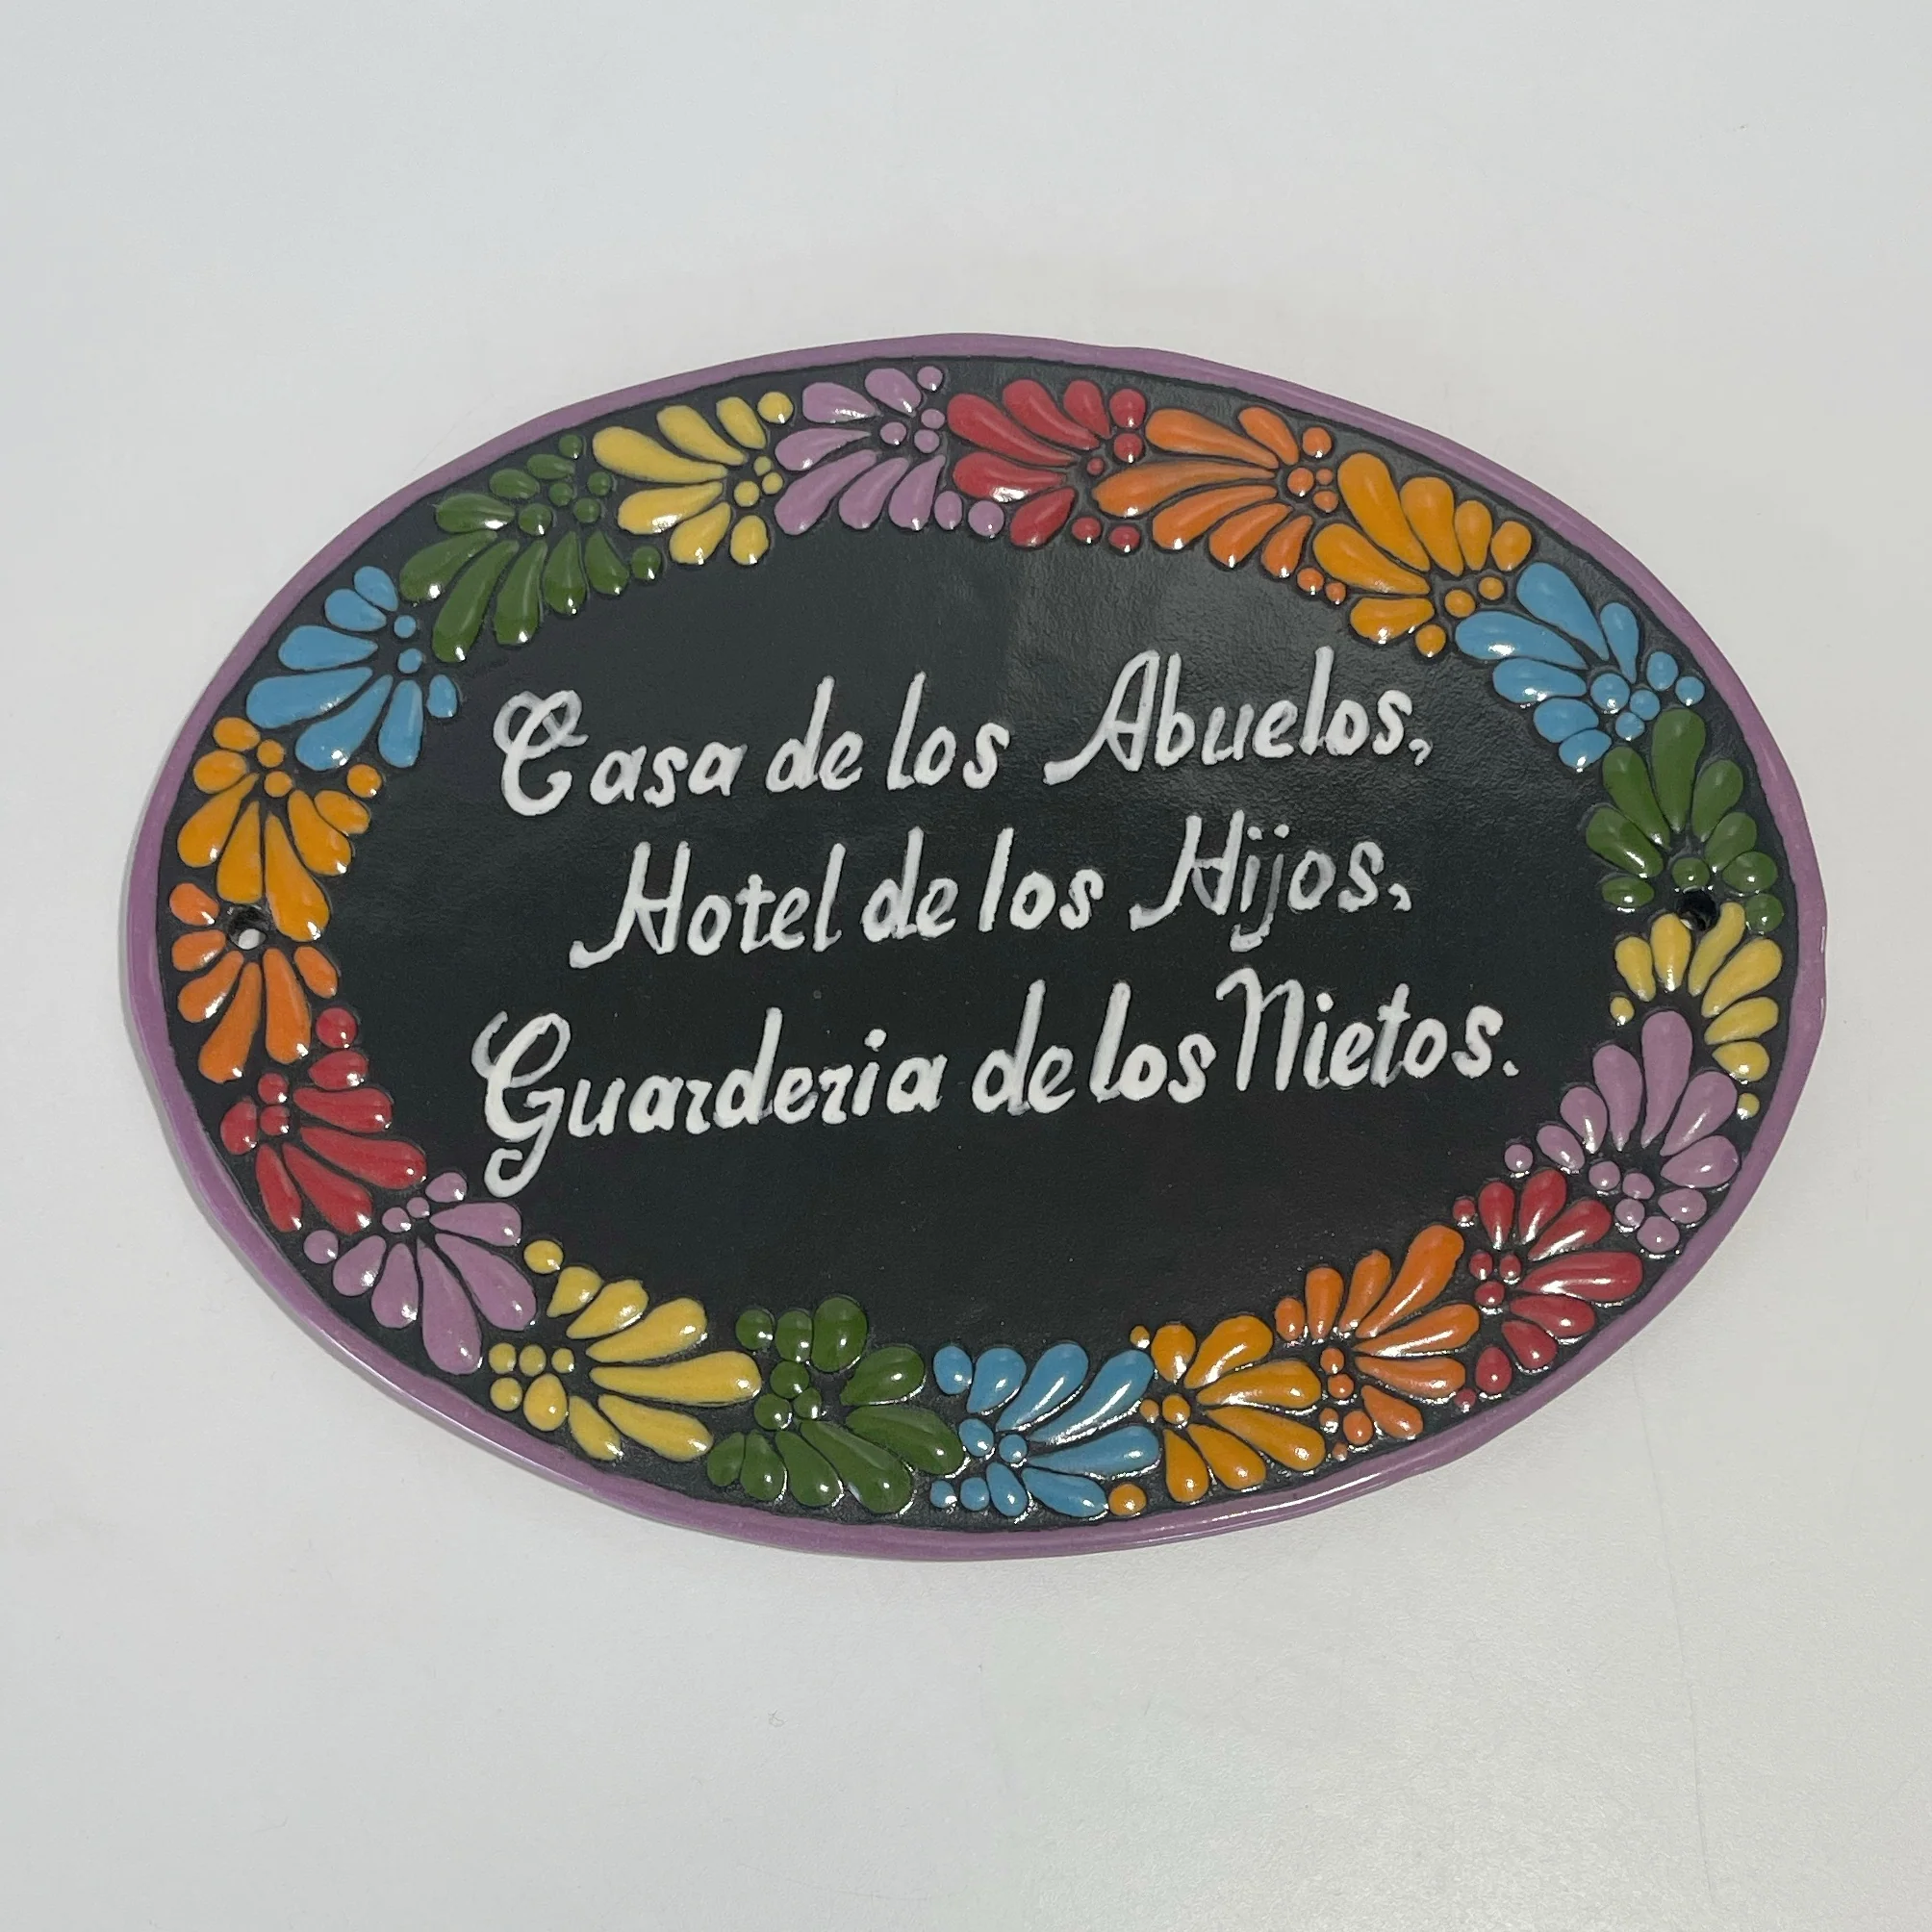 Casa de los Abuelos,
Hotel de los Hijos,
Guarderia de los Nietos.